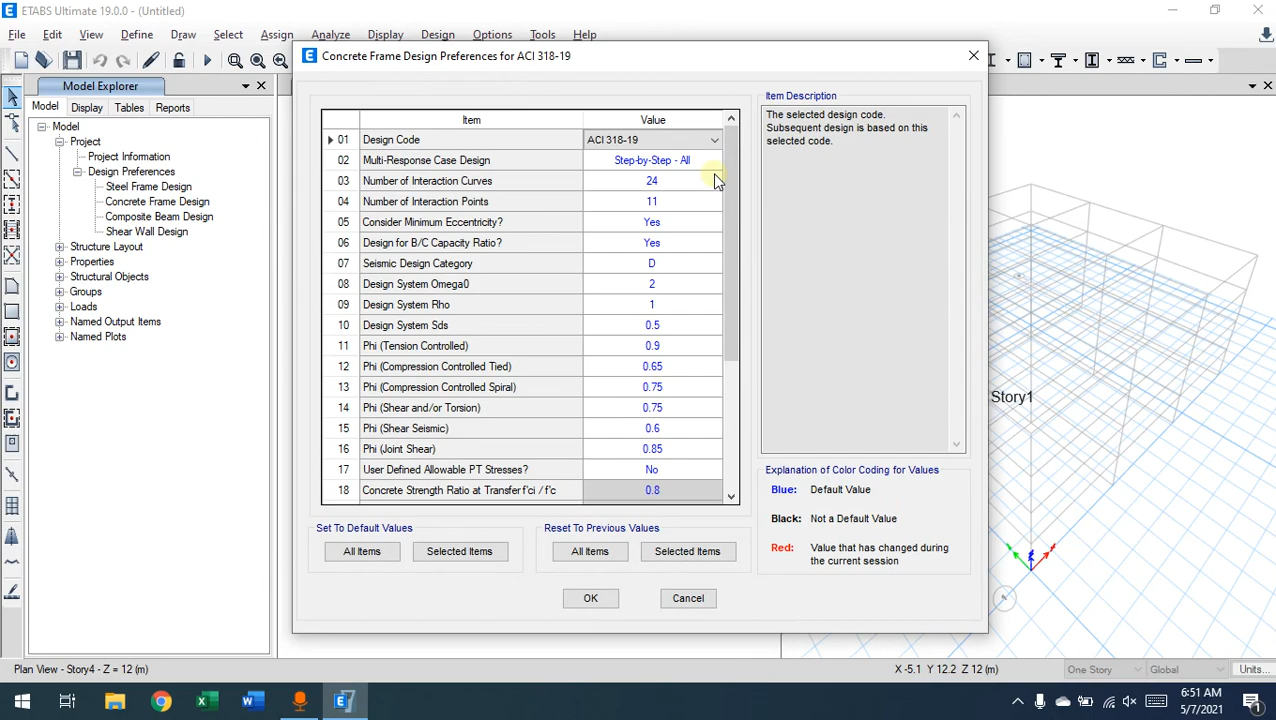 ETABS Ultimate 19.0.0 - (Untitled)
File Edit View Define Draw Select Assign Analyze Display Design Options Tools Help
Model Explorer
Model Display Tables Reports
Model
Project
Project Information
Design Preferences
Steel Frame Design
Concrete Frame Design
Composite Beam Design
Shear Wall Design
Structure Layout
Properties
Structural Objects
Groups
Loads
Named Output Items
Named Plots
Concrete Frame Design Preferences for ACI 318-19
Item Value
01 Design Code ACI 318-19
02 Multi-Response Case Design Step-by-Step - All
03 Number of Interaction Curves 24
04 Number of Interaction Points 11
05 Consider Minimum Eccentricity? Yes
06 Design for B/C Capacity Ratio? Yes
07 Seismic Design Category D
08 Design System Omega0 2
09 Design System Rho 1
10 Design System Sds 0.5
11 Phi (Tension Controlled) 0.9
12 Phi (Compression Controlled Tied) 0.65
13 Phi (Compression Controlled Spiral) 0.75
14 Phi (Shear and/or Torsion) 0.75
15 Phi (Shear Seismic) 0.6
16 Phi (Joint Shear) 0.85
17 User Defined Allowable PT Stresses? No
18 Concrete Strength Ratio at Transfer f'ci / f'c 0.8
Set To Default Values
All Items Selected Items
Reset To Previous Values
All Items Selected Items
OK Cancel
Item Description
The selected design code.
Subsequent design is based on this
selected code.
Explanation of Color Coding for Values
Blue: Default Value
Black: Not a Default Value
Red: Value that has changed during
the current session
Story1
Plan View - Story4 - Z = 12 (m)
X -5.1 Y 12.2 Z 12 (m)
One Story Global Units...
6:51 AM
5/7/2021
1